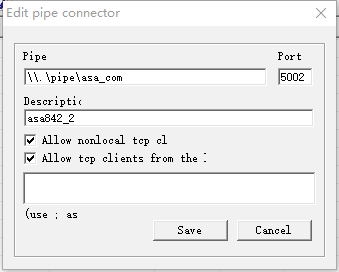 Edit pipe connector
Pipe Port
\\.\pipe\asa_com 5002
Descriptic
asa842_2
Allow nonlocal tcp cl
Allow tcp clients from the
(use ; as
Save Cancel